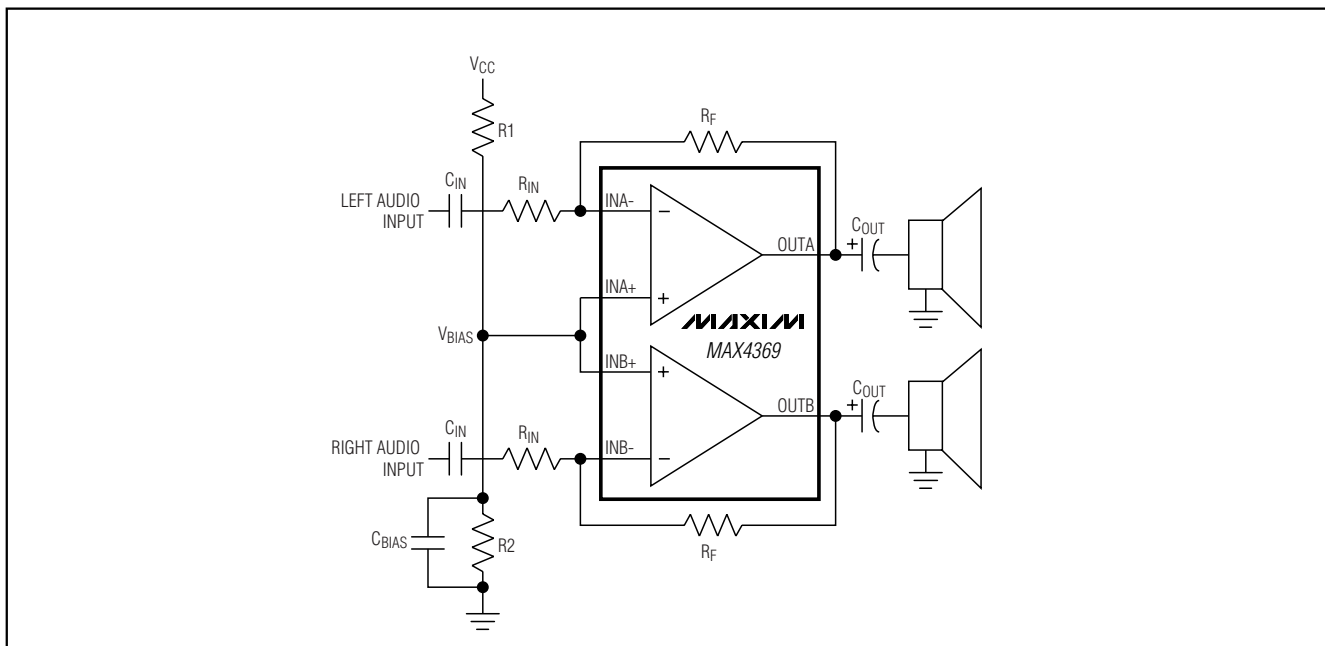 VCC
R1
RF
CIN
RIN
LEFT AUDIO
INPUT
INA-
−
OUTA
COUT
+
INA+
+
MAXIM
MAX4369
VBIAS
INB+
+
OUTB
COUT
+
CIN
RIN
RIGHT AUDIO
INPUT
INB-
−
CBIAS
R2
RF